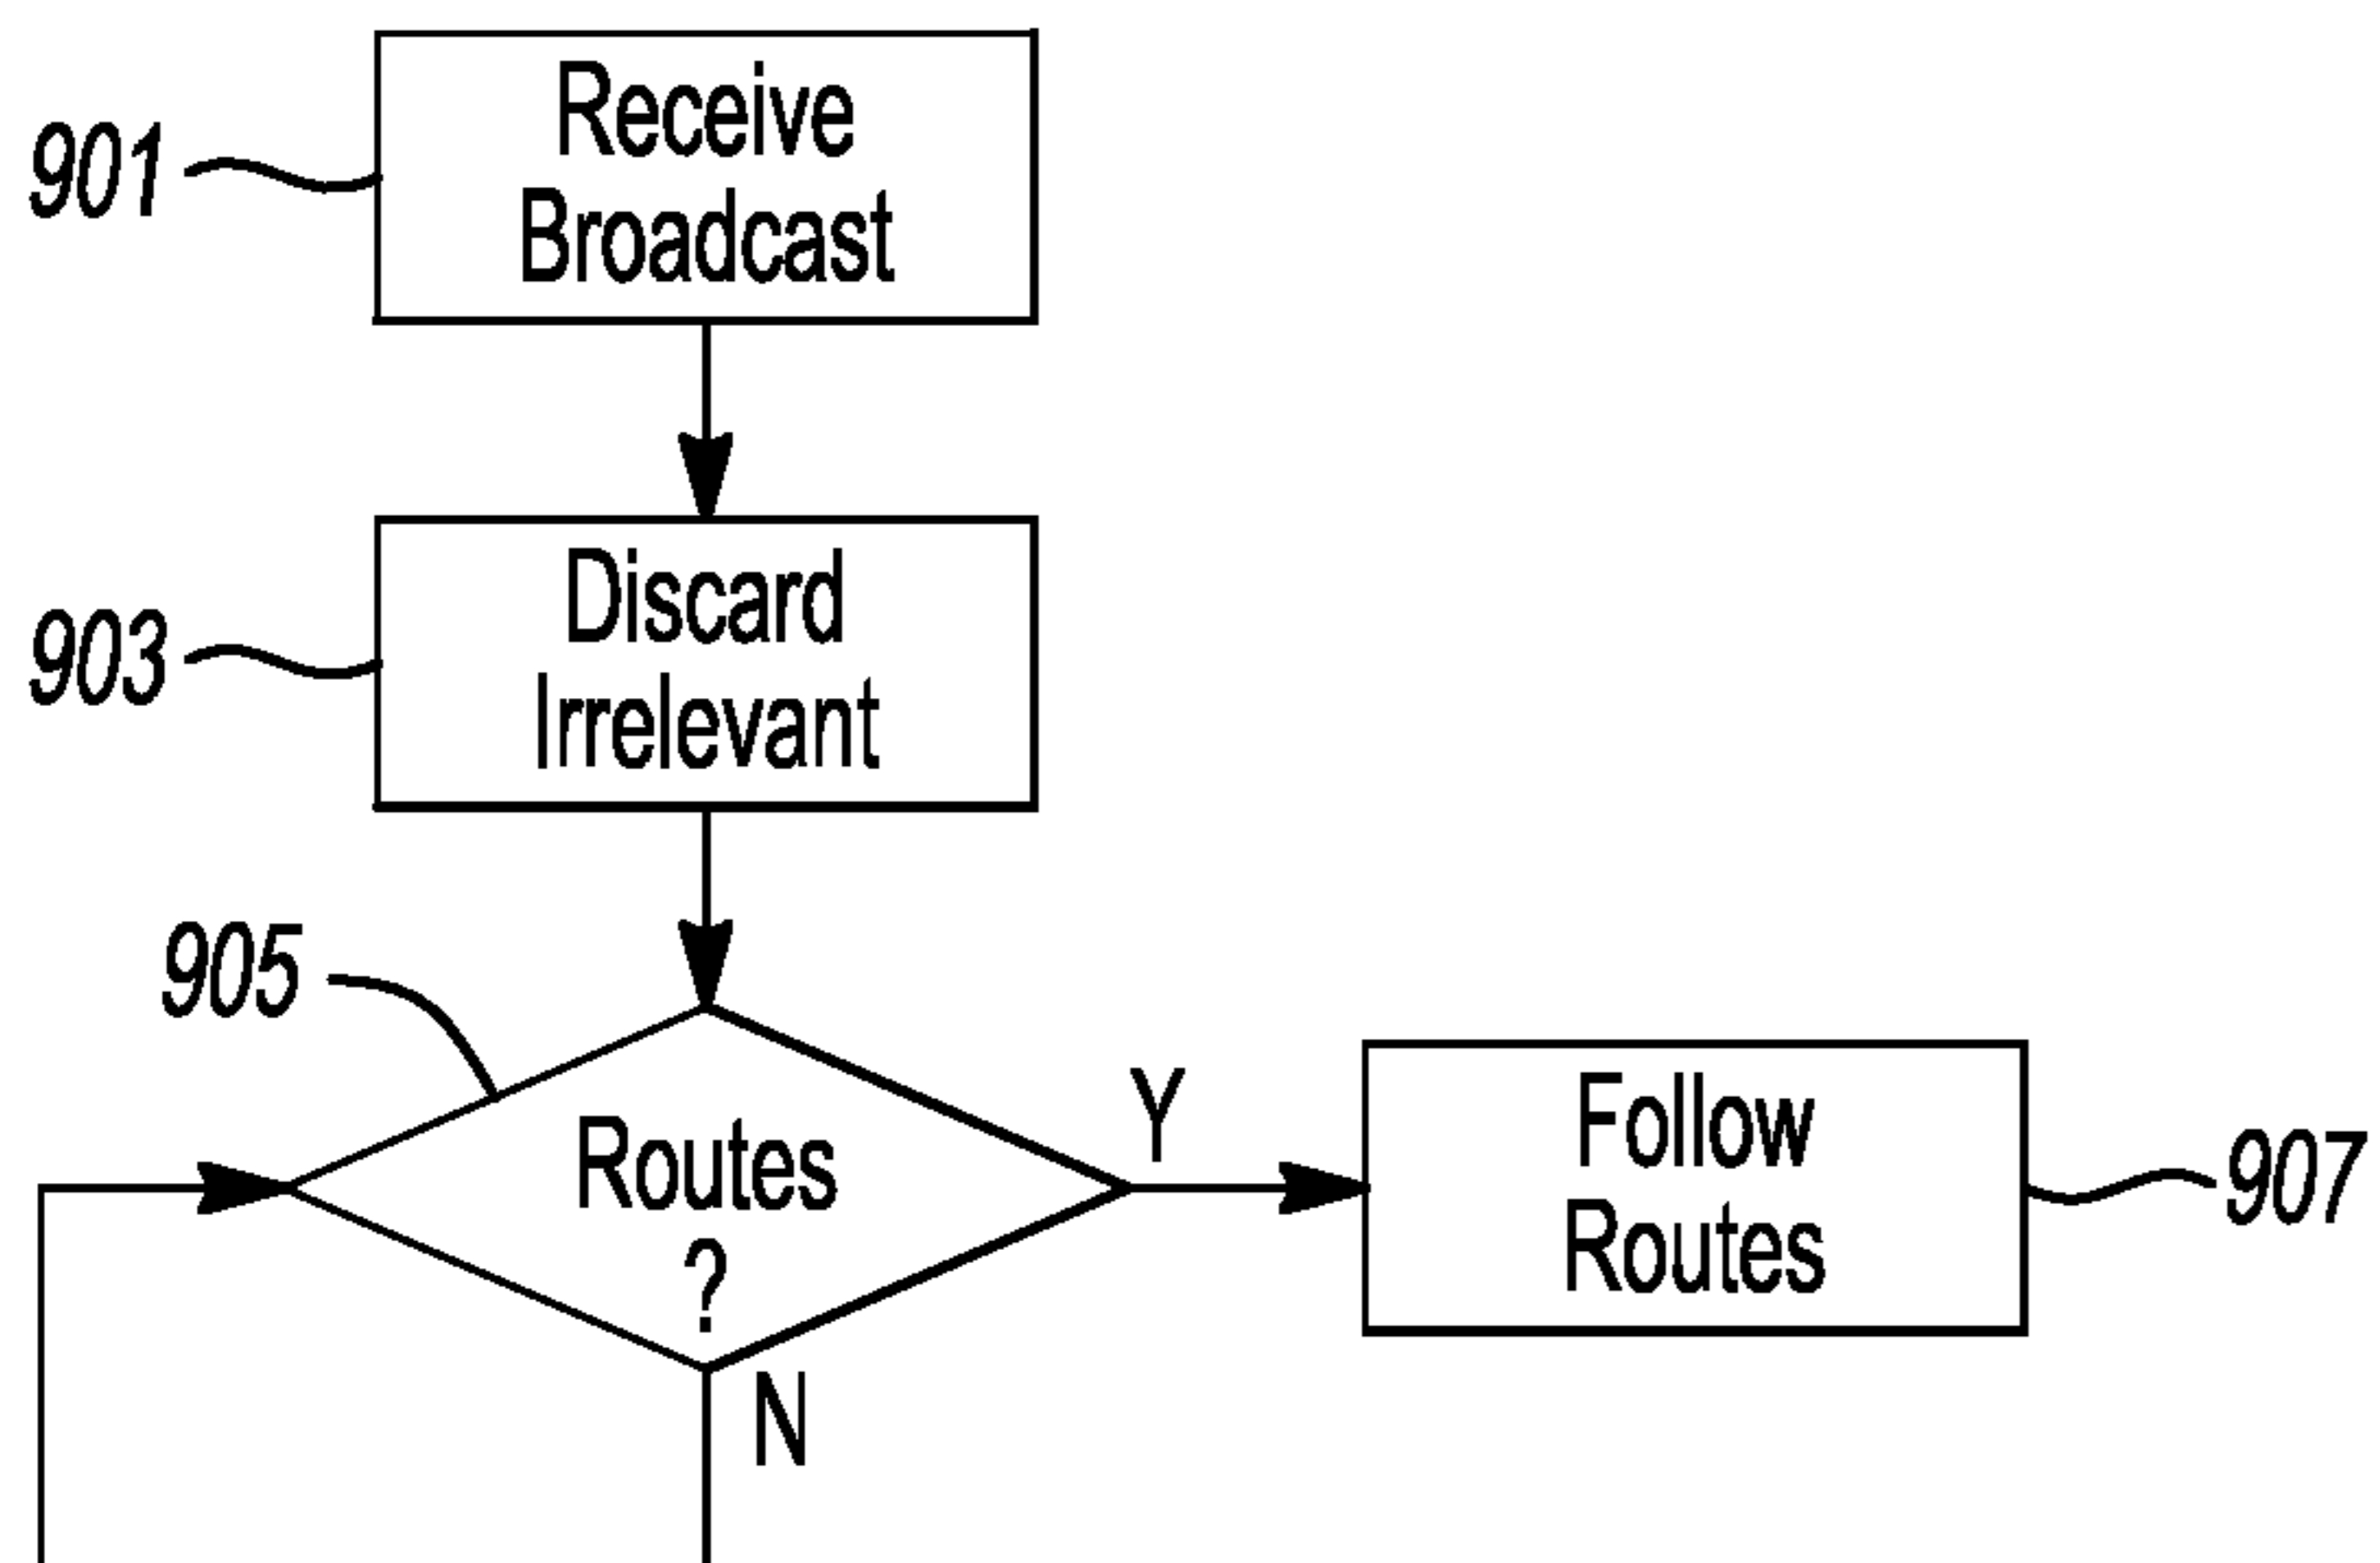 901
Receive
Broadcast
903
Discard
Irrelevant
905
Routes
?
Y
N
Follow
Routes
907